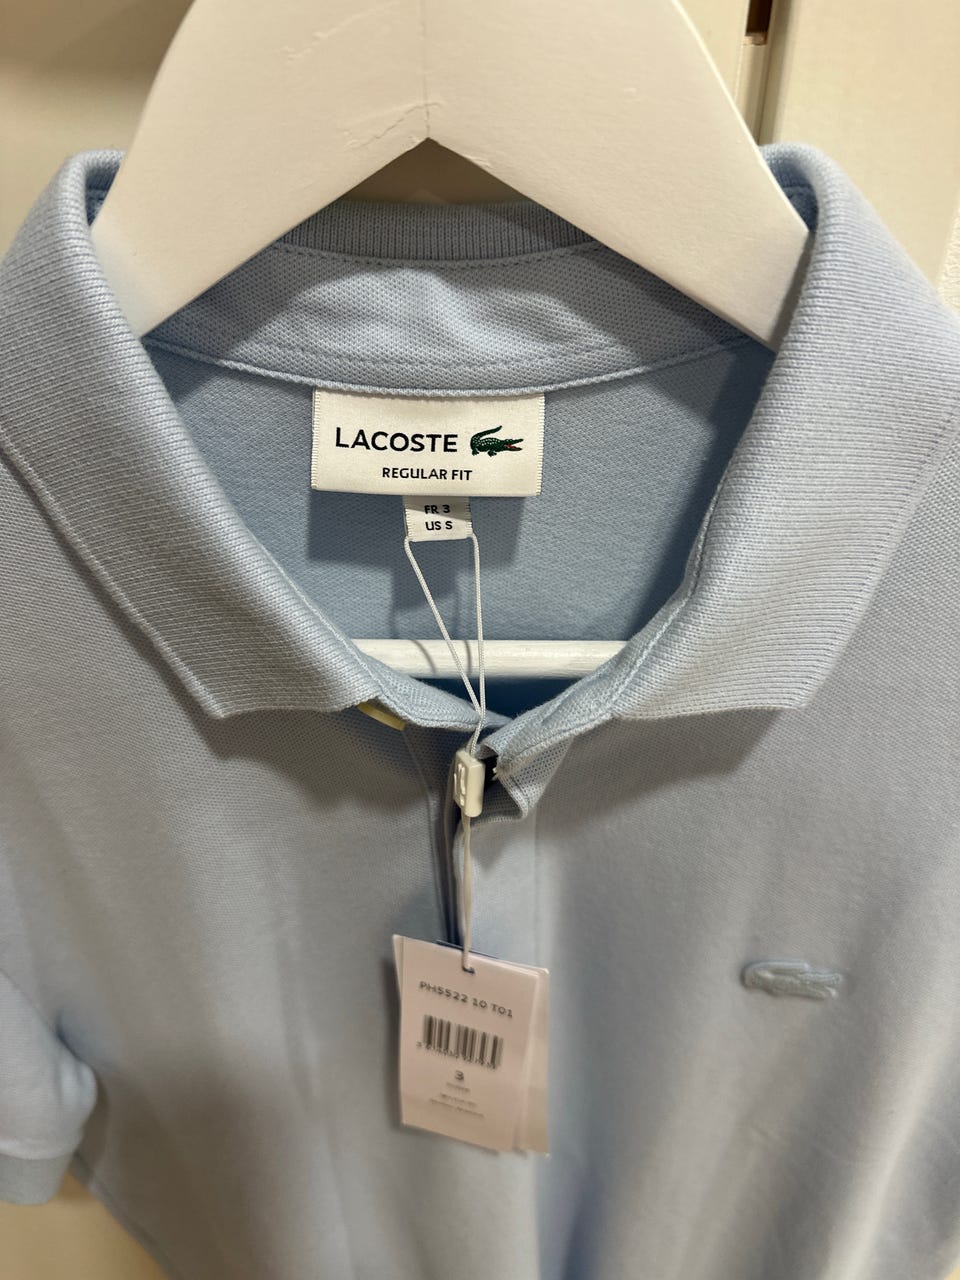 LACOSTE
REGULAR FIT
FR 3
US S
PH5522 10 T01
3